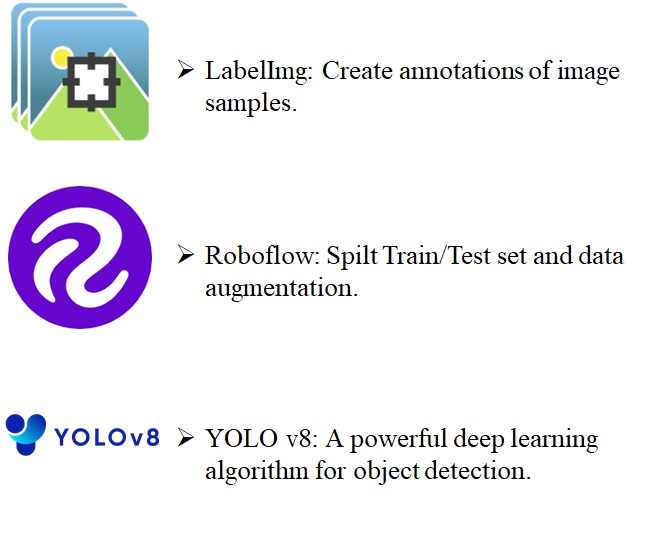 ➢ LabelImg: Create annotations of image
samples.
➢ Roboflow: Spilt Train/Test set and data
augmentation.
YOLOv8
➢ YOLO v8: A powerful deep learning
algorithm for object detection.